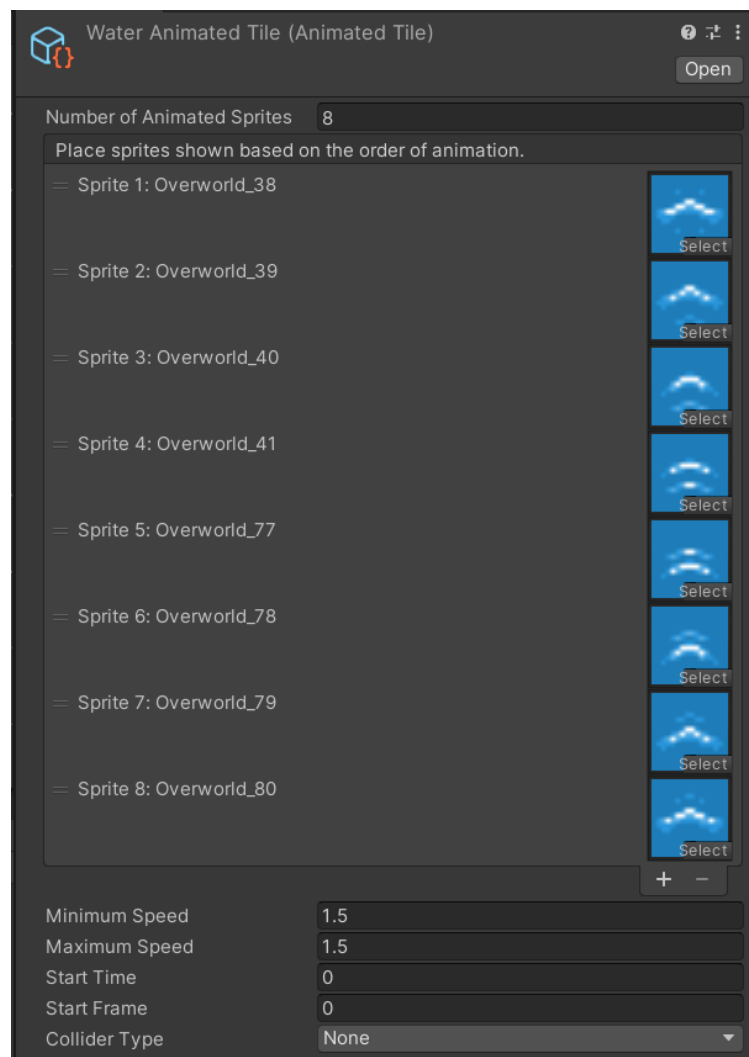 Water Animated Tile (Animated Tile)
Open
Number of Animated Sprites 8
Place sprites shown based on the order of animation.
Sprite 1: Overworld_38
Select
Sprite 2: Overworld_39
Select
Sprite 3: Overworld_40
Select
Sprite 4: Overworld_41
Select
Sprite 5: Overworld_77
Select
Sprite 6: Overworld_78
Select
Sprite 7: Overworld_79
Select
Sprite 8: Overworld_80
Select
Minimum Speed 1.5
Maximum Speed 1.5
Start Time 0
Start Frame 0
Collider Type None